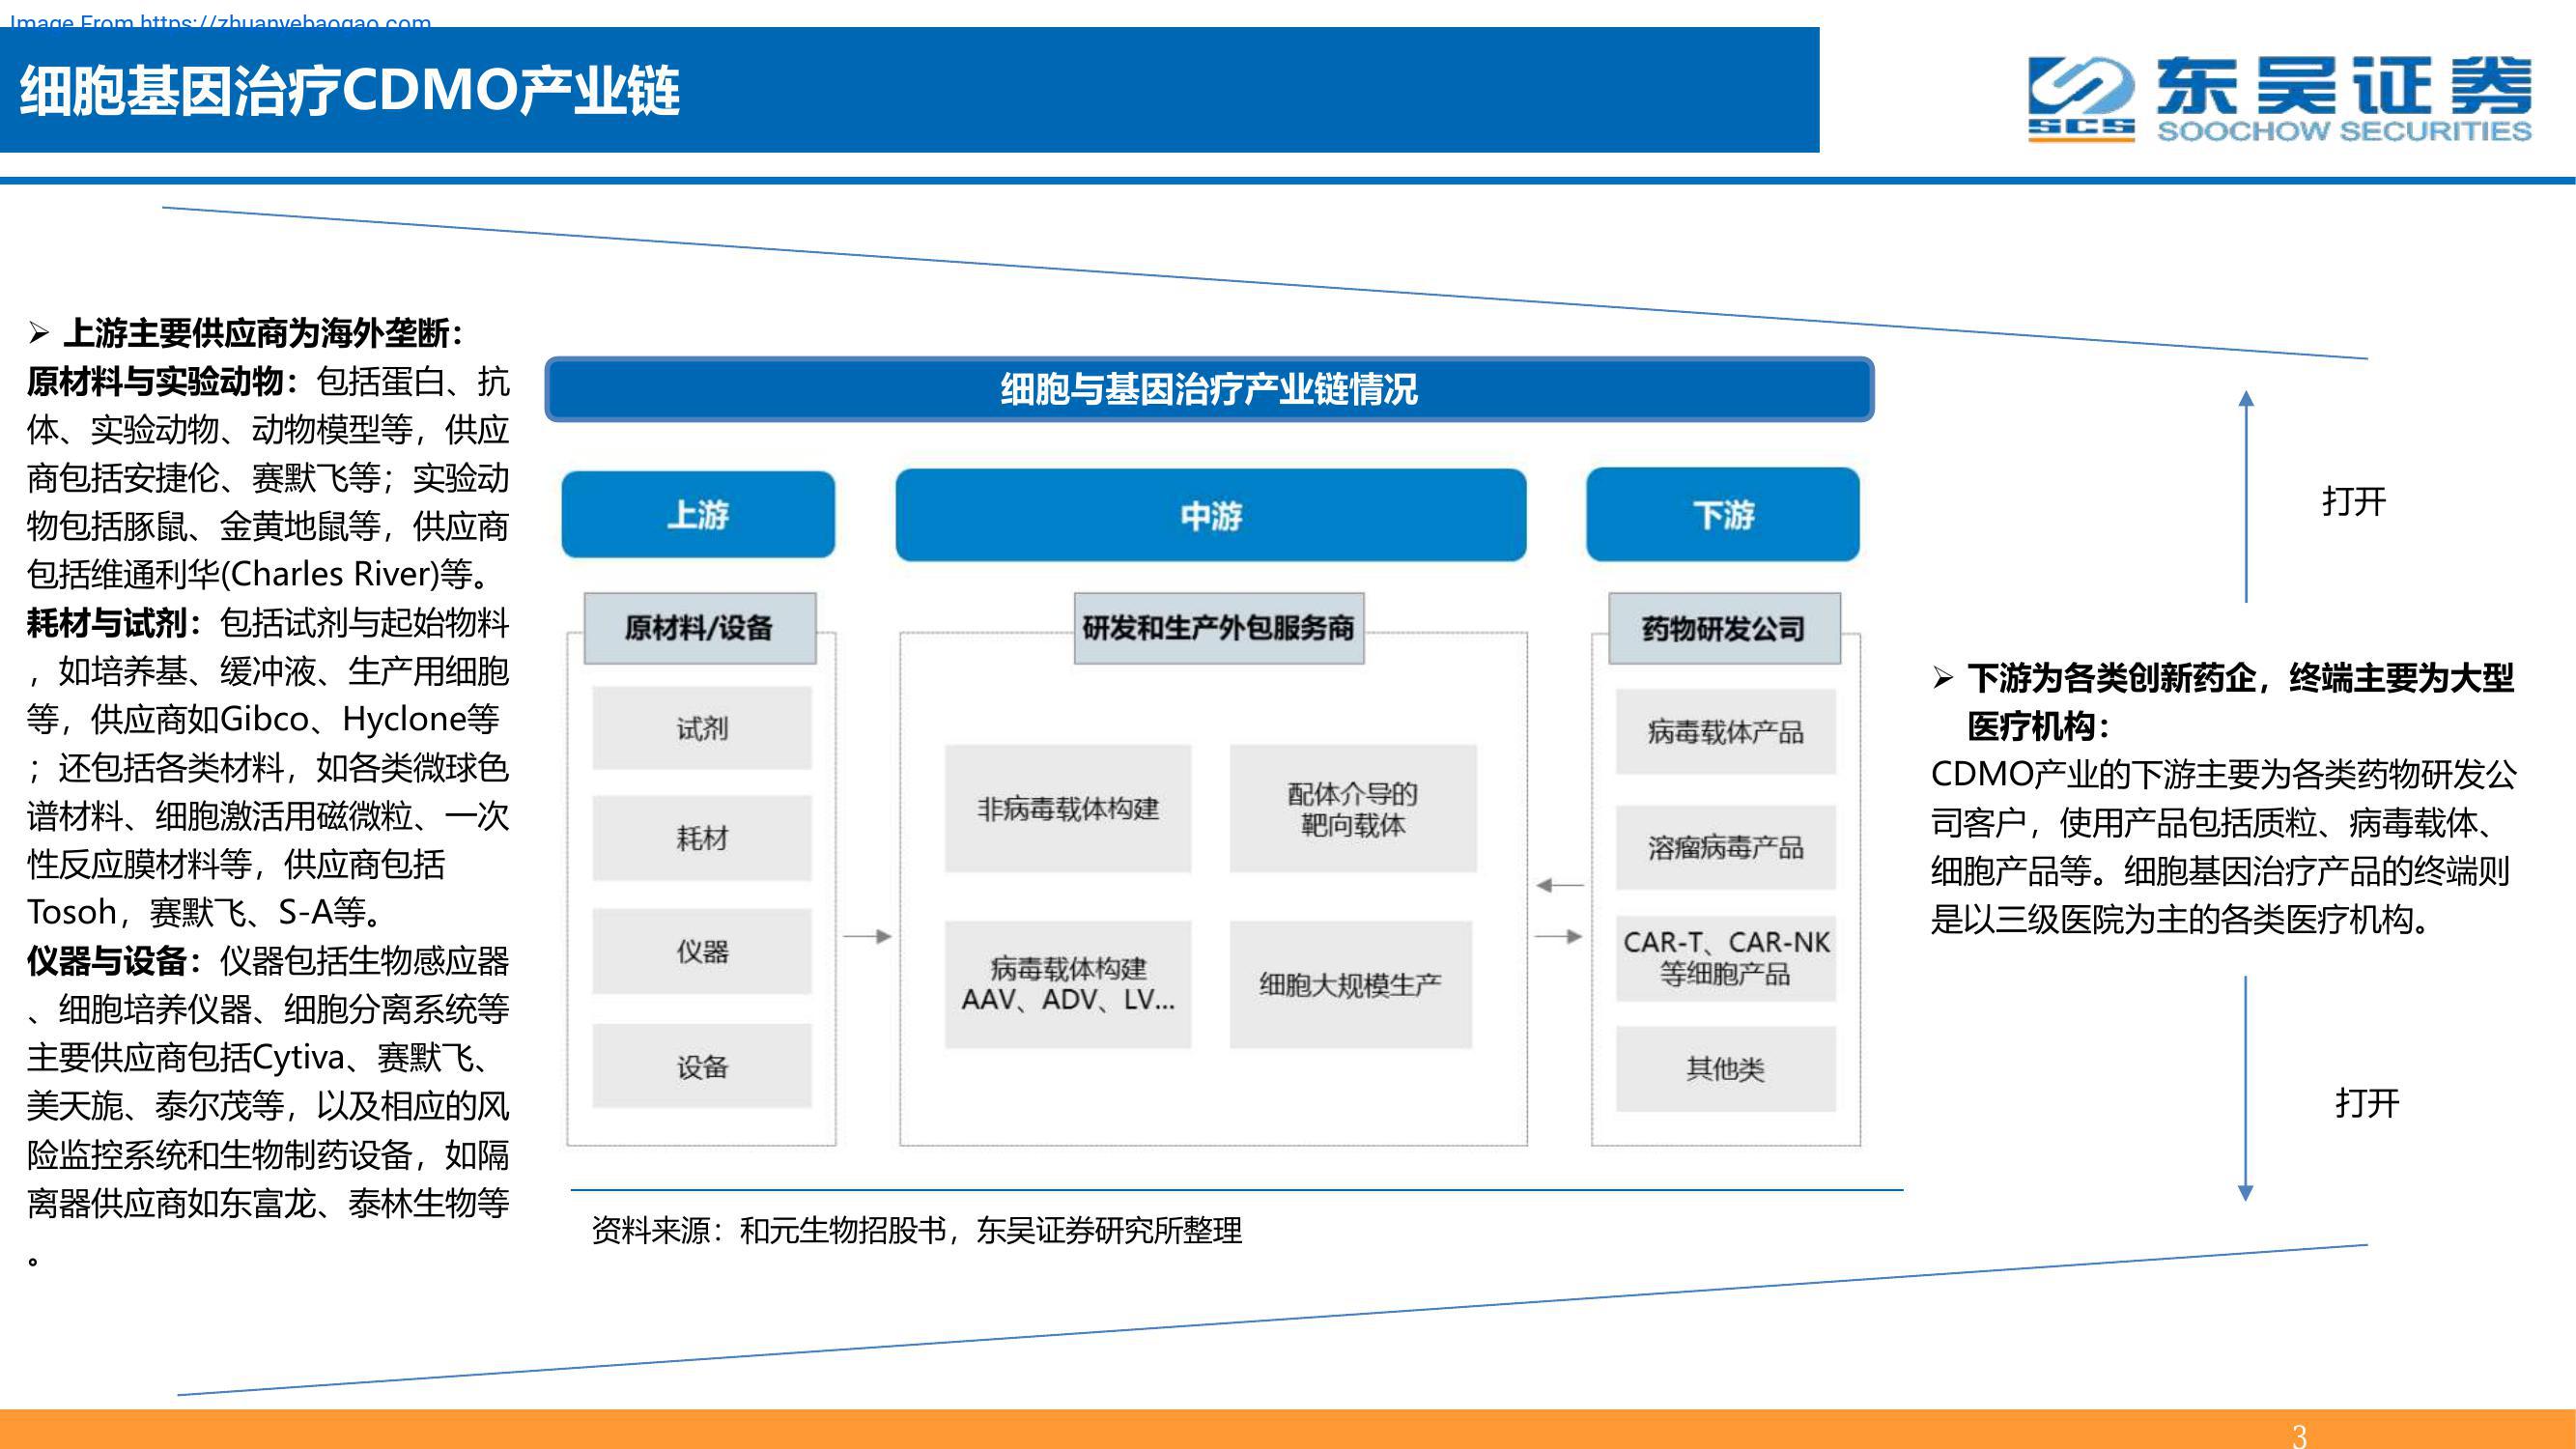 Image From https://zhuanyebaogao.com
细胞基因治疗CDMO产业链
SCS
东吴证券
SOOCHOW SECURITIES
➢ 上游主要供应商为海外垄断：
原材料与实验动物：包括蛋白、抗
体、实验动物、动物模型等，供应
商包括安捷伦、赛默飞等；实验动
物包括豚鼠、金黄地鼠等，供应商
包括维通利华(Charles River)等。
耗材与试剂：包括试剂与起始物料
，如培养基、缓冲液、生产用细胞
等，供应商如Gibco、Hyclone等
；还包括各类材料，如各类微球色
谱材料、细胞激活用磁微粒、一次
性反应膜材料等，供应商包括
Tosoh，赛默飞、S-A等。
仪器与设备：仪器包括生物感应器
、细胞培养仪器、细胞分离系统等
主要供应商包括Cytiva、赛默飞、
美天旎、泰尔茂等，以及相应的风
险监控系统和生物制药设备，如隔
离器供应商如东富龙、泰林生物等
。
细胞与基因治疗产业链情况
上游
中游
下游
原材料/设备
试剂
耗材
仪器
设备
研发和生产外包服务商
非病毒载体构建
配体介导的
靶向载体
病毒载体构建
AAV、ADV、LV...
细胞大规模生产
药物研发公司
病毒载体产品
溶瘤病毒产品
CAR-T、CAR-NK
等细胞产品
其他类
资料来源：和元生物招股书，东吴证券研究所整理
打开
➢ 下游为各类创新药企，终端主要为大型
医疗机构：
CDMO产业的下游主要为各类药物研发公
司客户，使用产品包括质粒、病毒载体、
细胞产品等。细胞基因治疗产品的终端则
是以三级医院为主的各类医疗机构。
打开
3